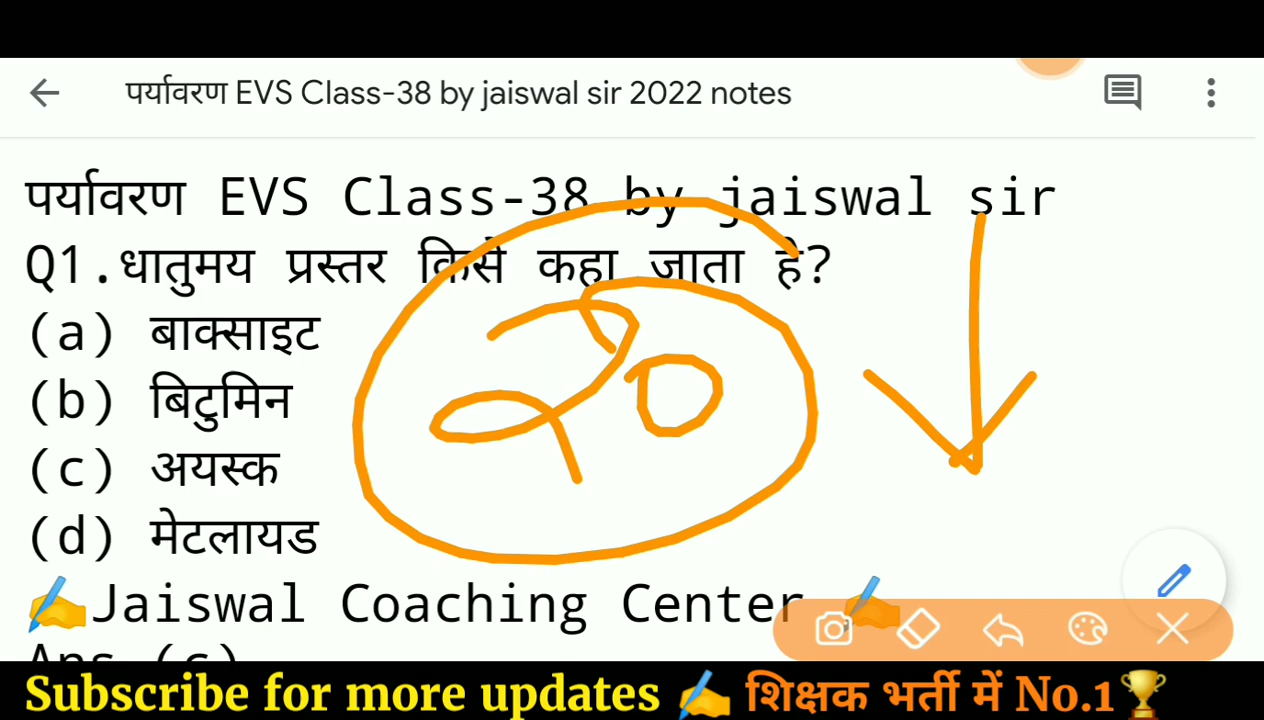 पर्यावरण EVS Class-38 by jaiswal sir 2022 notes
पर्यावरण EVS Class-38 by jaiswal sir
Q1.धातुमय प्रस्तर किसे कहा जाता है?
(a) बाक्साइट
(b) बिटुमिन
(c) अयस्क
(d) मेटलायड
20
✍️Jaiswal Coaching Center ✍️
Ans (c)
Subscribe for more updates ✍️ शिक्षक भर्ती में No.1🏆